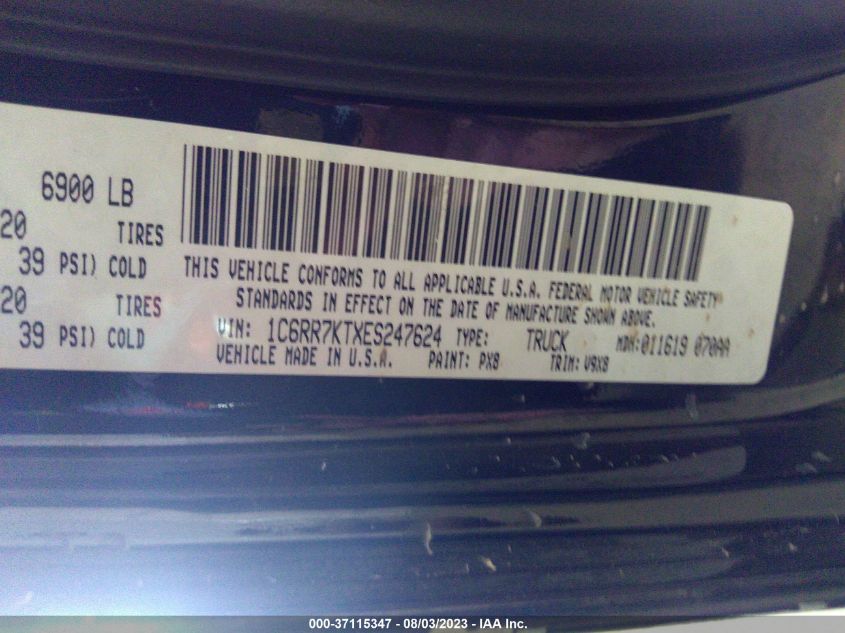 6900 LB
20 TIRES
39 PSI) COLD
20 TIRES
39 PSI) COLD
THIS VEHICLE CONFORMS TO ALL APPLICABLE U.S.A. FEDERAL MOTOR VEHICLE SAFETY
STANDARDS IN EFFECT ON THE DATE OF MANUFACTURE SHOWN ABOVE.
VIN: 1C6RR7KTXES247624 TYPE: TRUCK MDH:011619 070AA
VEHICLE MADE IN U.S.A. PAINT: PX8 TRIM: V9X8
000-37115347 - 08/03/2023 - IAA Inc.